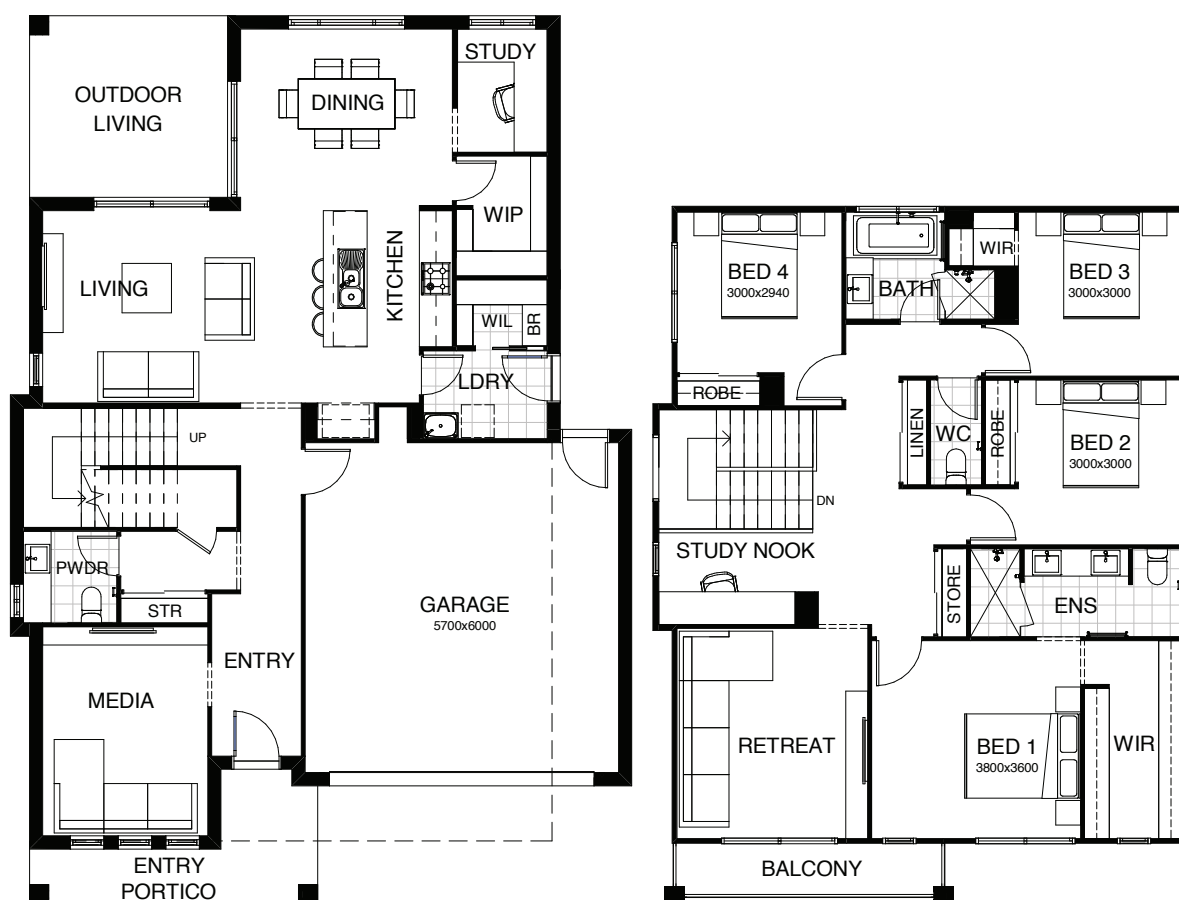 OUTDOOR
LIVING
DINING
STUDY
WIP
KITCHEN
LIVING
WIL
BR
LDRY
UP
PWDR
STR
GARAGE
5700x6000
ENTRY
MEDIA
ENTRY
PORTICO
BED 4
3000x2940
BATH
WIR
BED 3
3000x3000
ROBE
LINEN
WC
ROBE
BED 2
3000x3000
DN
STUDY NOOK
STORE
ENS
RETREAT
BED 1
3800x3600
WIR
BALCONY